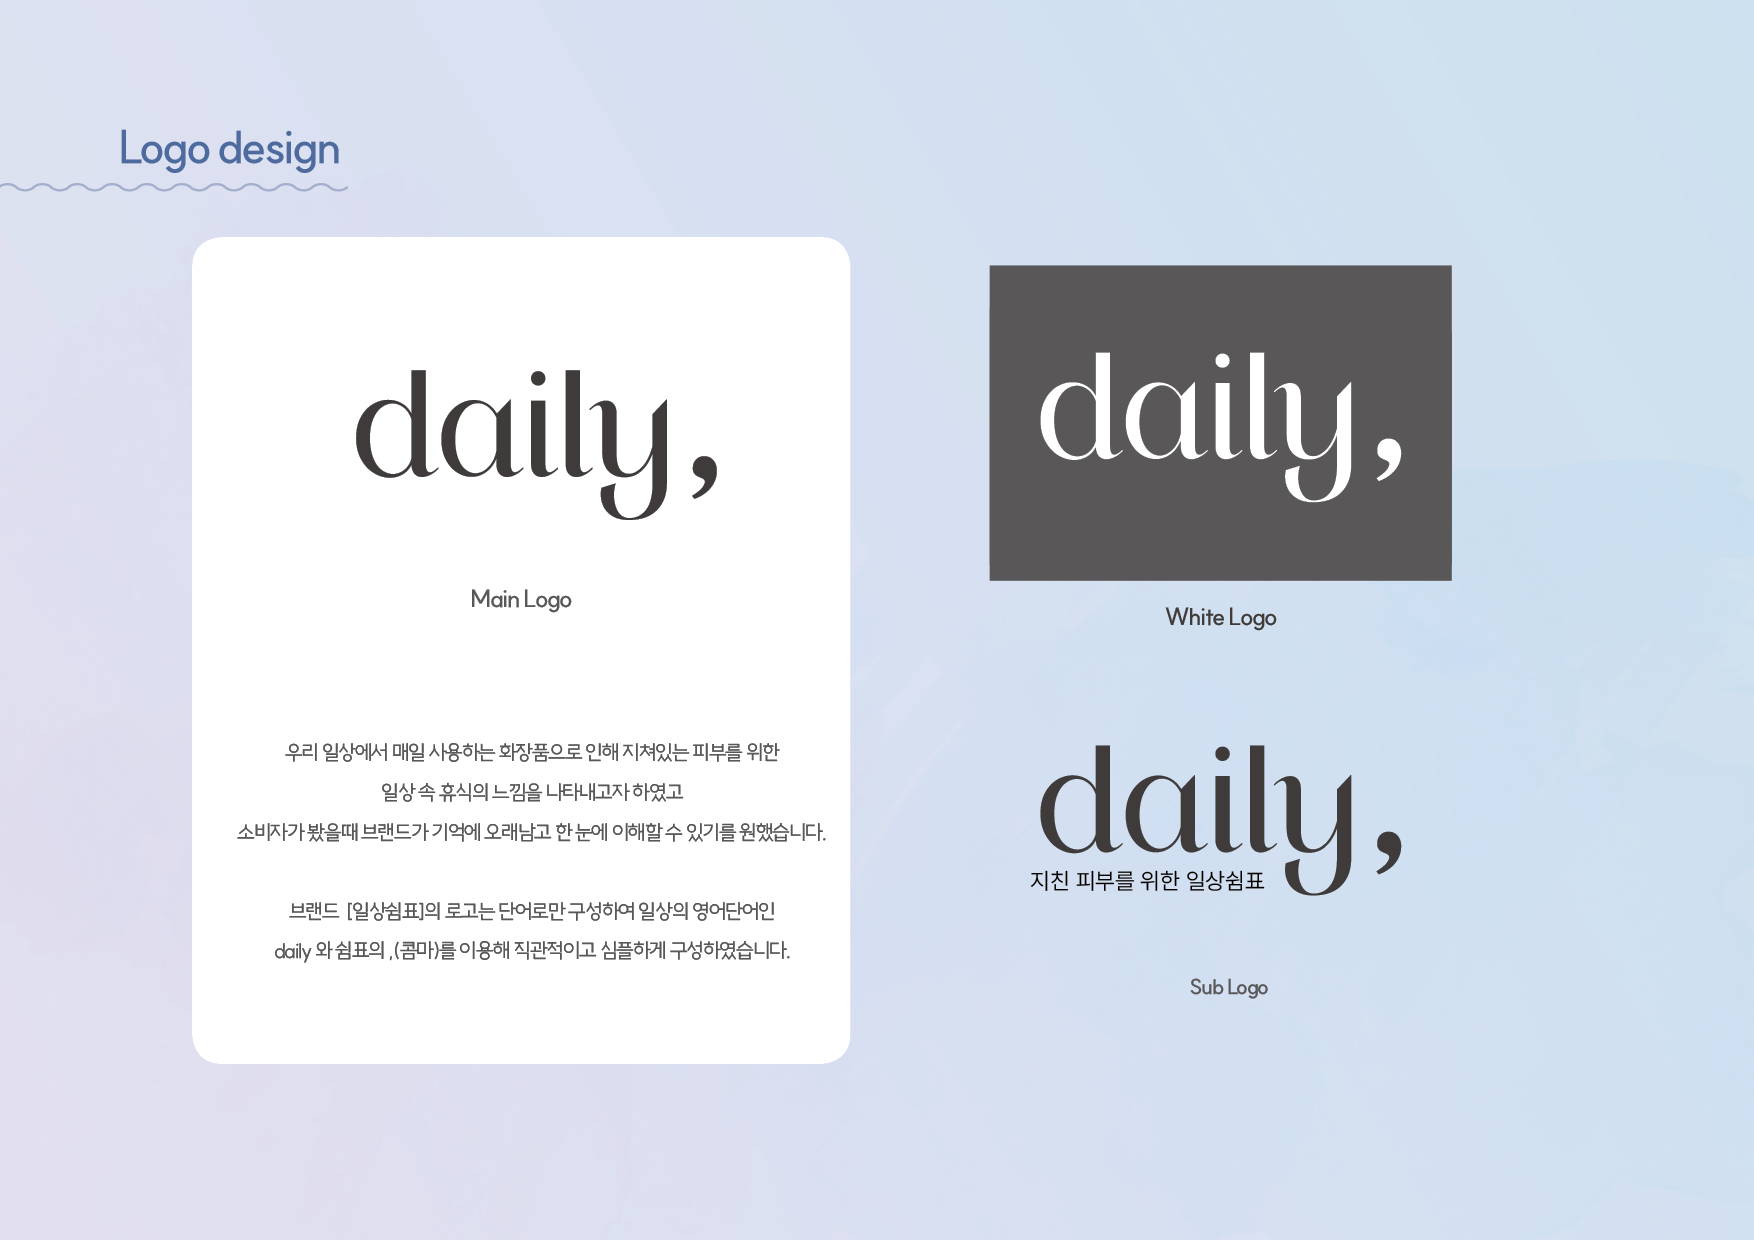 Logo design
daily,
Main Logo
우리 일상에서 매일 사용하는 화장품으로 인해 지쳐있는 피부를 위한
일상 속 휴식의 느낌을 나타내고자 하였고
소비자가 봤을때 브랜드가 기억에 오래남고 한 눈에 이해할 수 있기를 원했습니다.
브랜드 [일상쉼표]의 로고는 단어로만 구성하여 일상의 영어단어인
daily 와 쉼표의 ,(콤마)를 이용해 직관적이고 심플하게 구성하였습니다.
daily,
White Logo
daily,
지친 피부를 위한 일상쉼표
Sub Logo